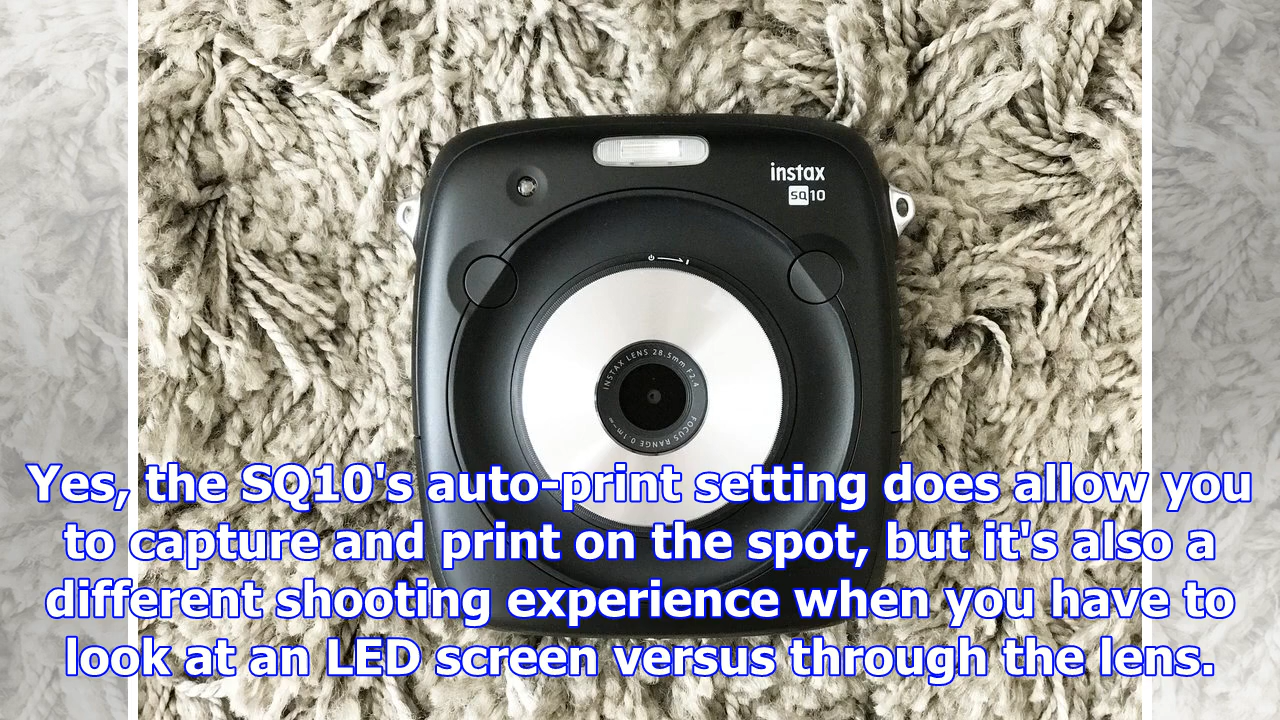 instax
SQ10
INSTAX LENS 28.5mm F2.4
FOCUS RANGE 0.1m~∞
Yes, the SQ10's auto-print setting does allow you
to capture and print on the spot, but it's also a
different shooting experience when you have to
look at an LED screen versus through the lens.